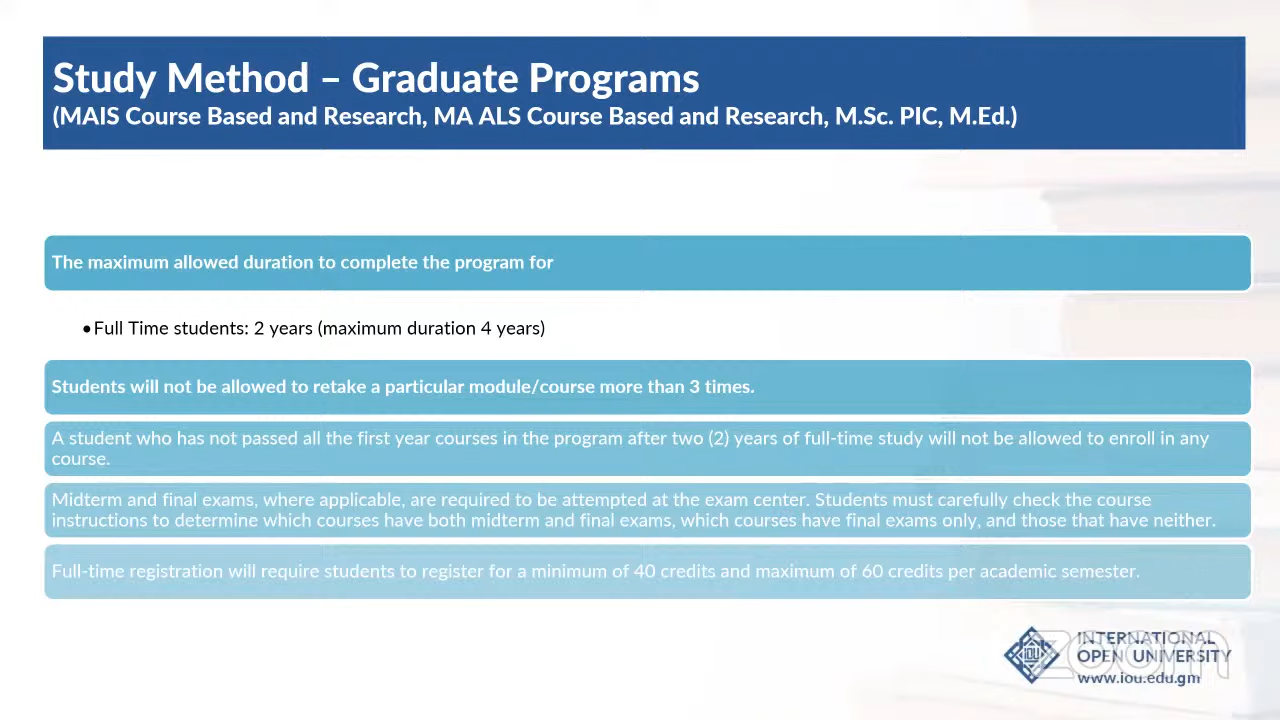 Study Method – Graduate Programs
(MAIS Course Based and Research, MA ALS Course Based and Research, M.Sc. PIC, M.Ed.)
The maximum allowed duration to complete the program for
•Full Time students: 2 years (maximum duration 4 years)
Students will not be allowed to retake a particular module/course more than 3 times.
A student who has not passed all the first year courses in the program after two (2) years of full-time study will not be allowed to enroll in any
course.
Midterm and final exams, where applicable, are required to be attempted at the exam center. Students must carefully check the course
instructions to determine which courses have both midterm and final exams, which courses have final exams only, and those that have neither.
Full-time registration will require students to register for a minimum of 40 credits and maximum of 60 credits per academic semester.
IOU
INTERNATIONAL
OPEN UNIVERSITY
www.iou.edu.gm
zoom